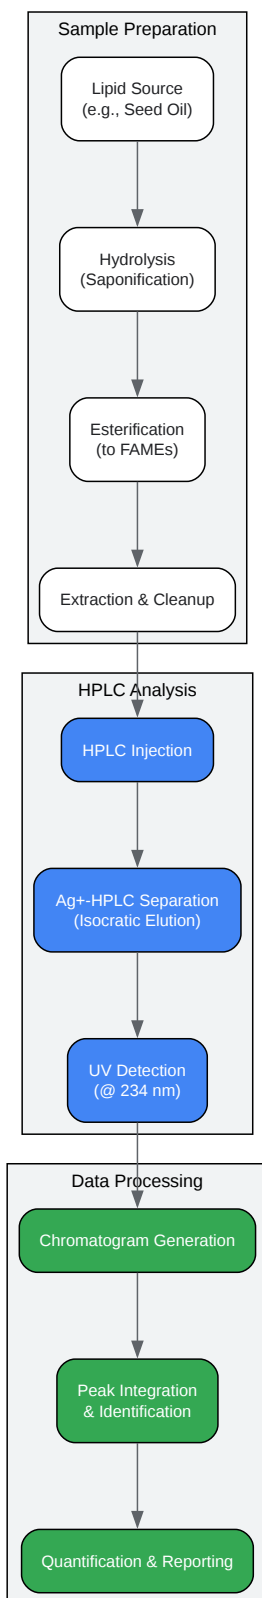 Sample Preparation
Lipid Source
(e.g., Seed Oil)
Hydrolysis
(Saponification)
Esterification
(to FAMEs)
Extraction & Cleanup
HPLC Analysis
HPLC Injection
Ag+-HPLC Separation
(Isocratic Elution)
UV Detection
(@ 234 nm)
Data Processing
Chromatogram Generation
Peak Integration
& Identification
Quantification & Reporting